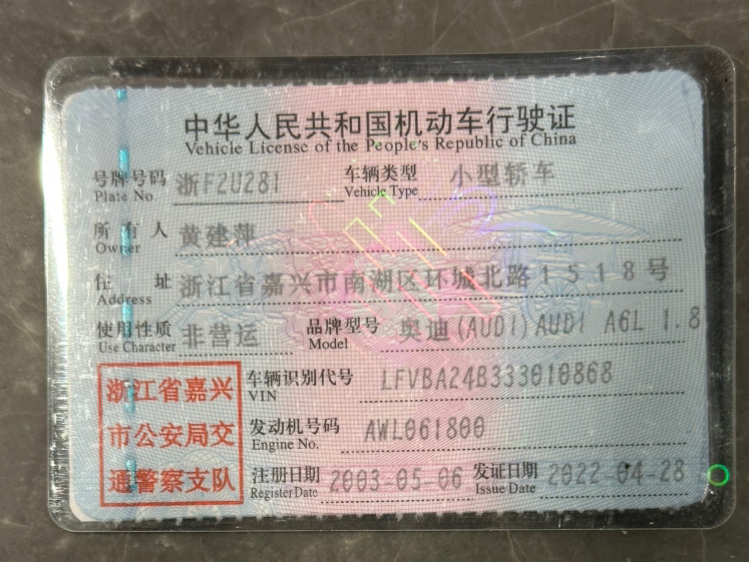 中华人民共和国机动车行驶证
Vehicle License of the People's Republic of China
号牌号码 浙F2U281 车辆类型 小型轿车
Plate No Vehicle Type
所有人 黄建萍
Owner
住址 浙江省嘉兴市南湖区环城北路1518号
Address
使用性质 非营运 品牌型号 奥迪(AUDI)AUDI A6L 1.8
Use Character Model
浙江省嘉兴
市公安局交
通警察支队
车辆识别代号 LFVBA24B333010868
VIN
发动机号码 AWL061800
Engine No.
注册日期 2003-05-06 发证日期 2022-04-28
Register Date Issue Date